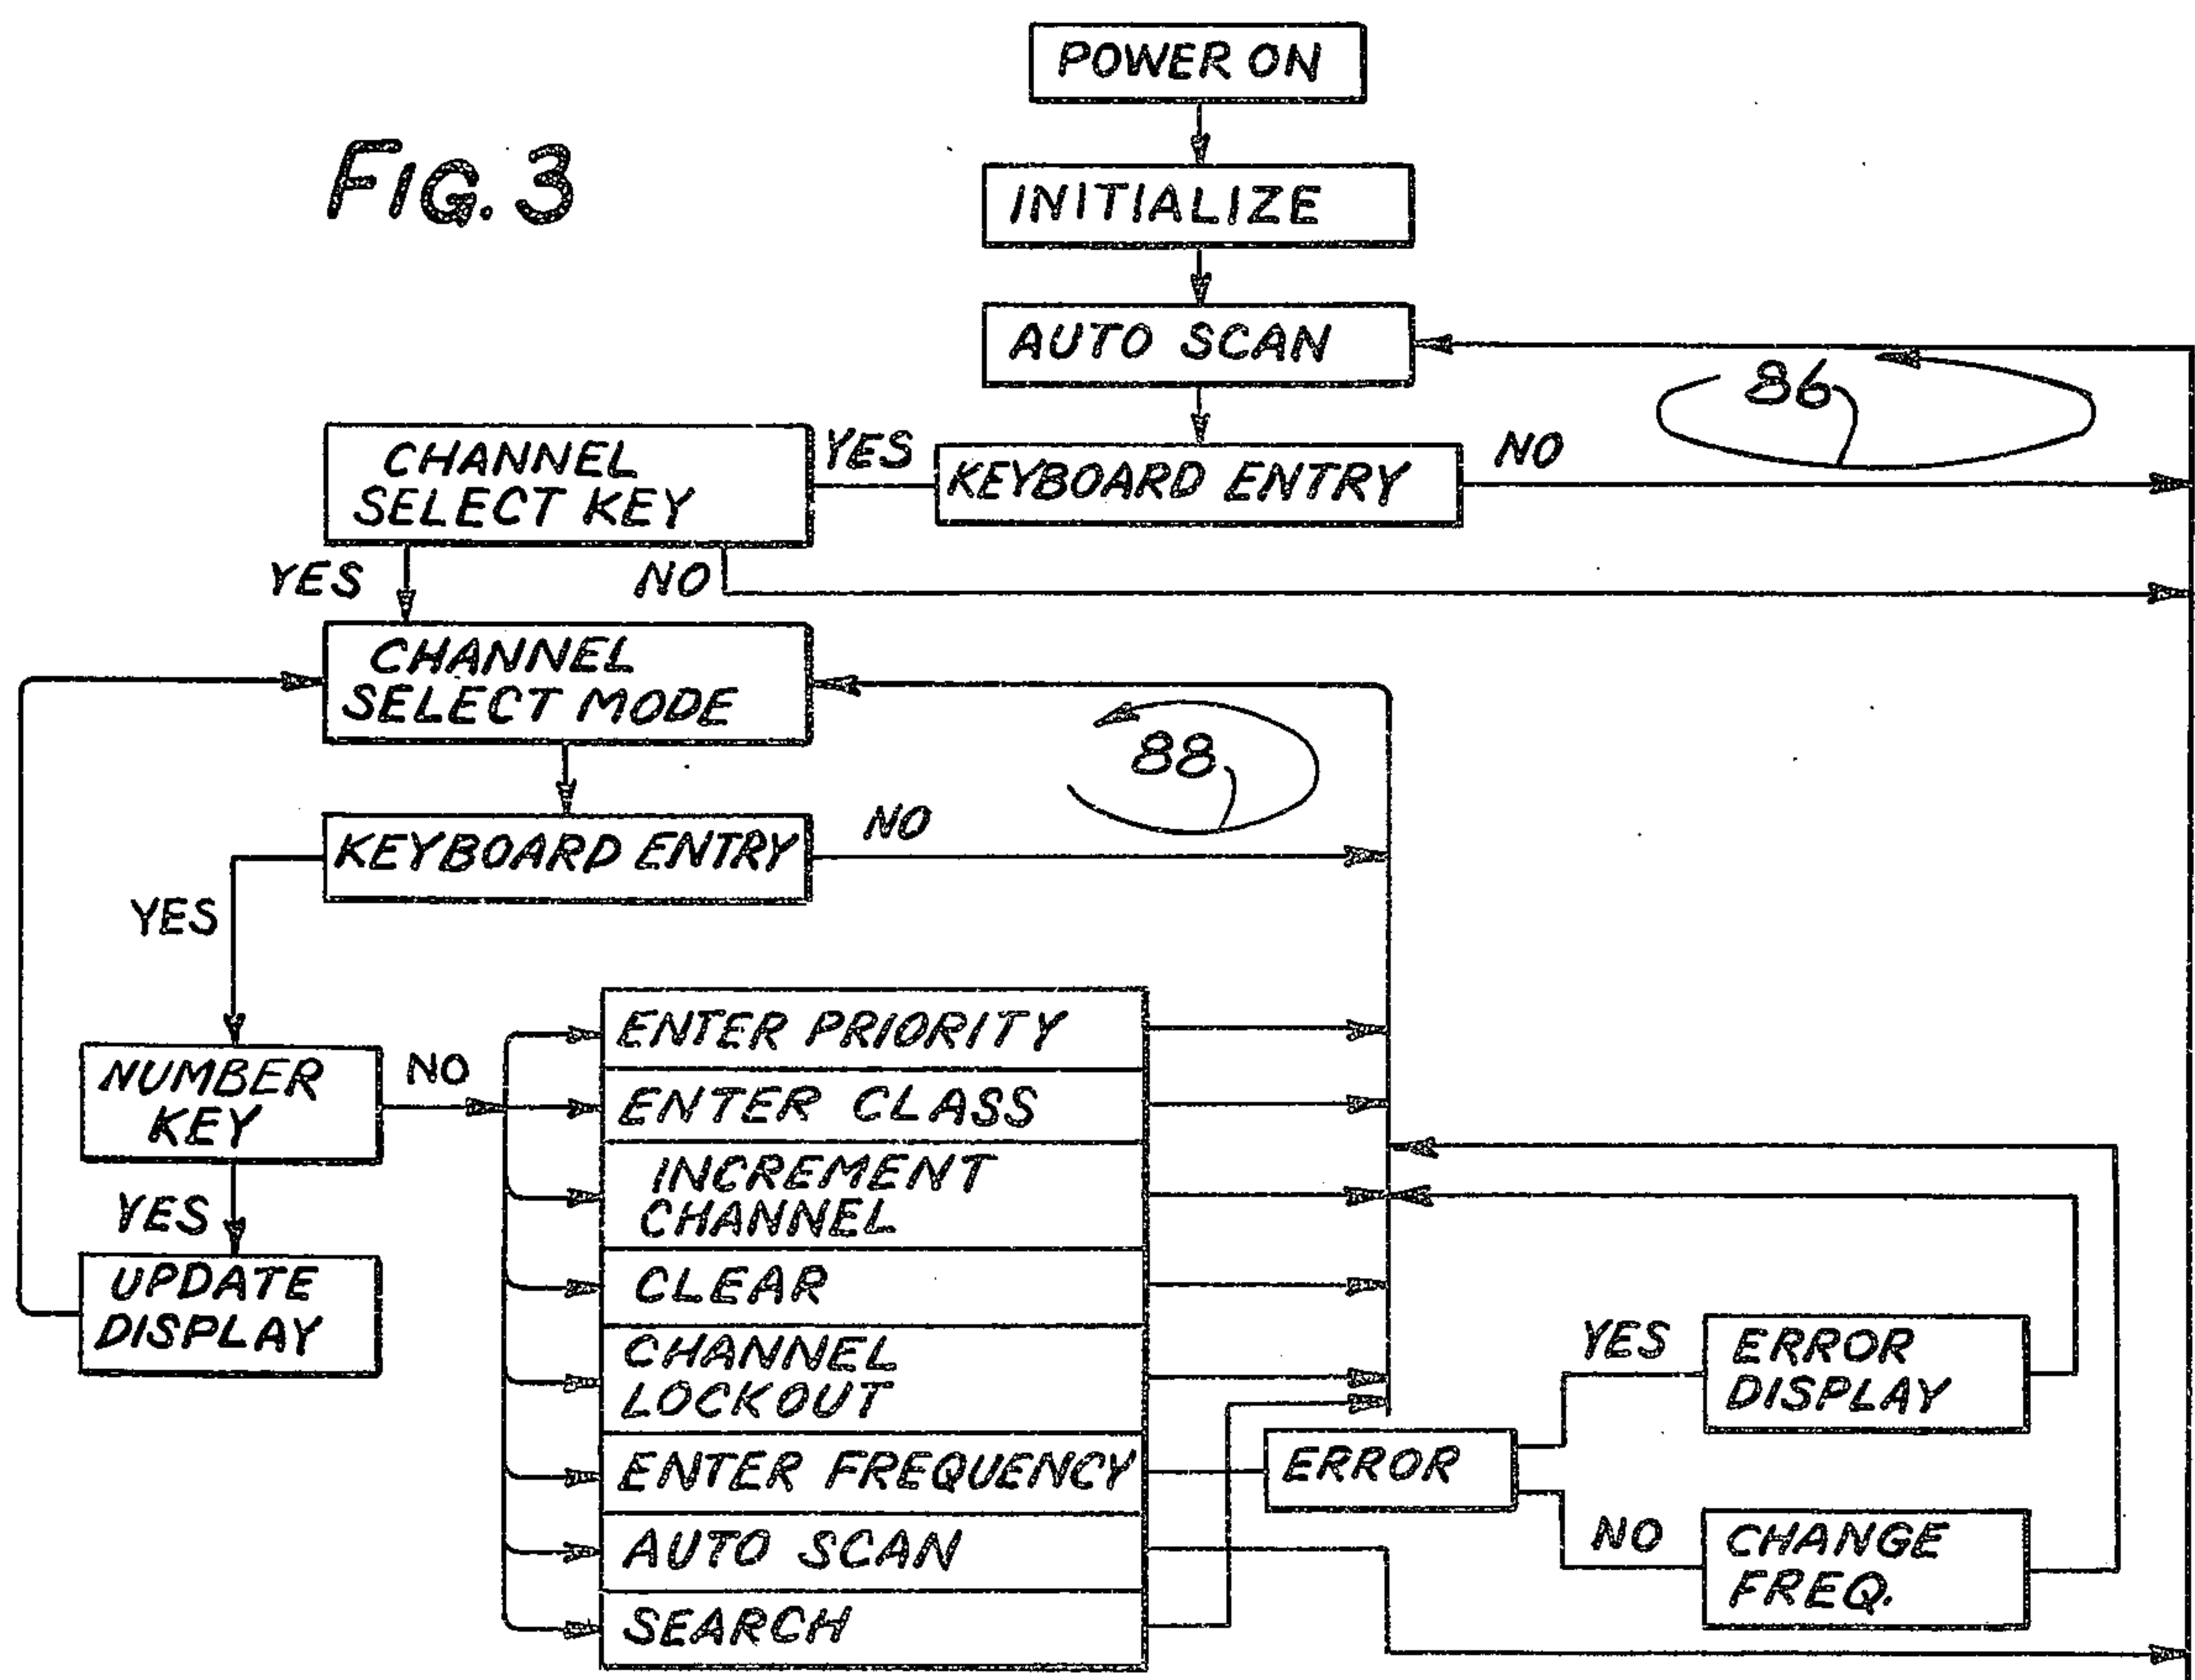 POWER ON
FIG. 3
INITIALIZE
AUTO SCAN
86
CHANNEL
SELECT KEY
YES
KEYBOARD ENTRY
NO
YES
NO
CHANNEL
SELECT MODE
88
KEYBOARD ENTRY
NO
YES
ENTER PRIORITY
NUMBER
KEY
NO
ENTER CLASS
INCREMENT
CHANNEL
YES
UPDATE
DISPLAY
CLEAR
CHANNEL
LOCKOUT
YES
ERROR
DISPLAY
ENTER FREQUENCY
ERROR
AUTO SCAN
NO
CHANGE
FREQ.
SEARCH